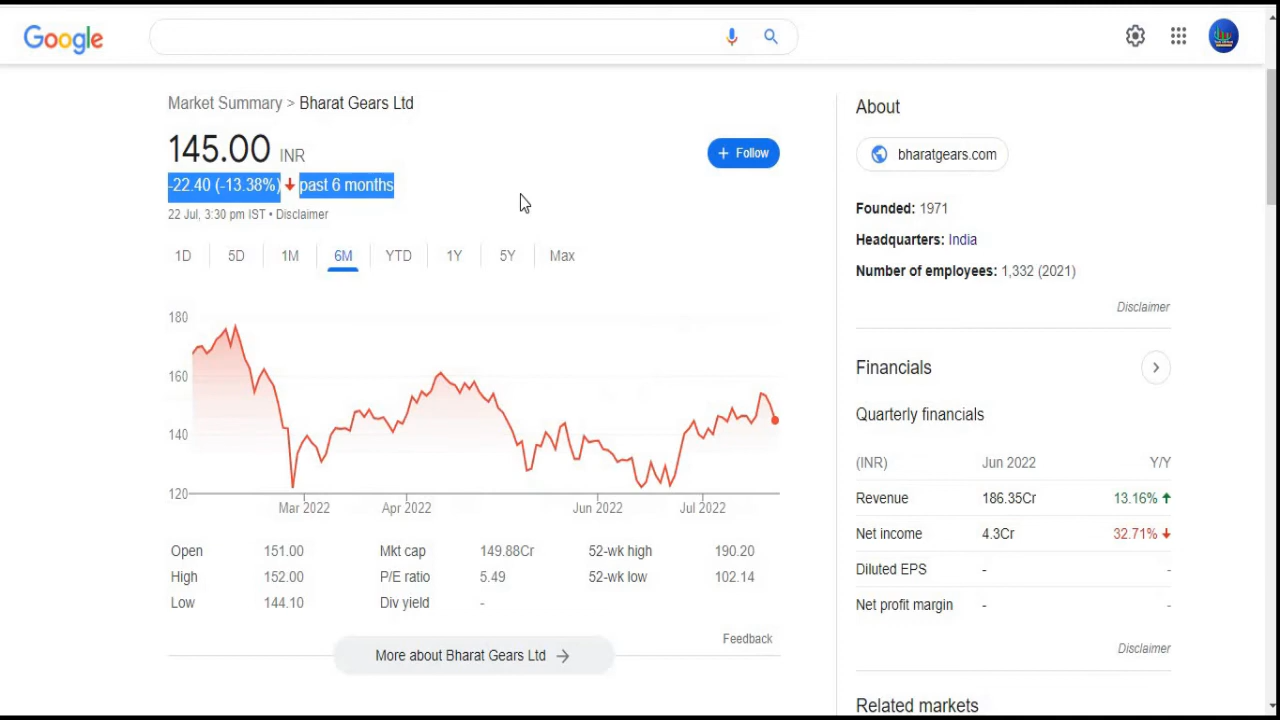 Google
Market Summary > Bharat Gears Ltd
145.00 INR
+ Follow
-22.40 (-13.38%) ↓ past 6 months
22 Jul, 3:30 pm IST • Disclaimer
1D 5D 1M 6M YTD 1Y 5Y Max
180
160
140
120
Mar 2022 Apr 2022 Jun 2022 Jul 2022
Open 151.00 Mkt cap 149.88Cr 52-wk high 190.20
High 152.00 P/E ratio 5.49 52-wk low 102.14
Low 144.10 Div yield -
Feedback
More about Bharat Gears Ltd →
About
bharatgears.com
Founded: 1971
Headquarters: India
Number of employees: 1,332 (2021)
Disclaimer
Financials
Quarterly financials
(INR) Jun 2022 Y/Y
Revenue 186.35Cr 13.16% ↑
Net income 4.3Cr 32.71% ↓
Diluted EPS - -
Net profit margin - -
Disclaimer
Related markets